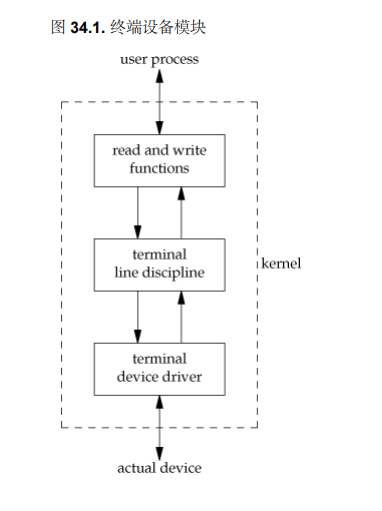 图 34.1. 终端设备模块
user process
read and write
functions
terminal
line discipline
kernel
terminal
device driver
actual device